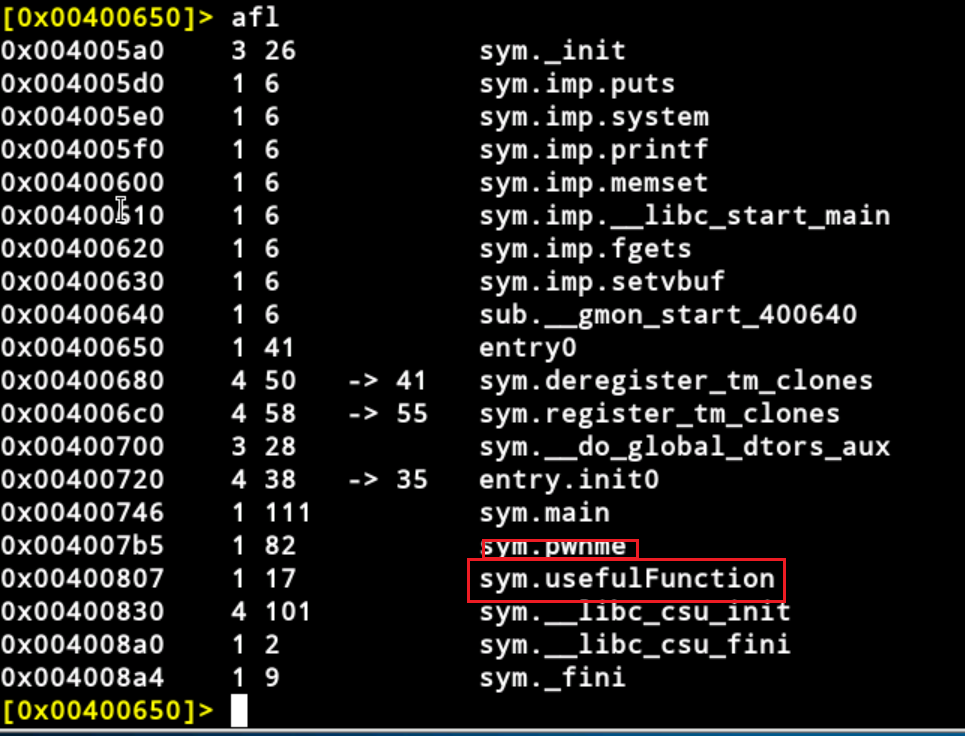 [0x00400650]> afl
0x004005a0 3 26 sym._init
0x004005d0 1 6 sym.imp.puts
0x004005e0 1 6 sym.imp.system
0x004005f0 1 6 sym.imp.printf
0x00400600 1 6 sym.imp.memset
0x00400610 1 6 sym.imp.__libc_start_main
0x00400620 1 6 sym.imp.fgets
0x00400630 1 6 sym.imp.setvbuf
0x00400640 1 6 sub.__gmon_start_400640
0x00400650 1 41 entry0
0x00400680 4 50 -> 41 sym.deregister_tm_clones
0x004006c0 4 58 -> 55 sym.register_tm_clones
0x00400700 3 28 sym.__do_global_dtors_aux
0x00400720 4 38 -> 35 entry.init0
0x00400746 1 111 sym.main
0x004007b5 1 82 sym.pwnme
0x00400807 1 17 sym.usefulFunction
0x00400830 4 101 sym.__libc_csu_init
0x004008a0 1 2 sym.__libc_csu_fini
0x004008a4 1 9 sym._fini
[0x00400650]>